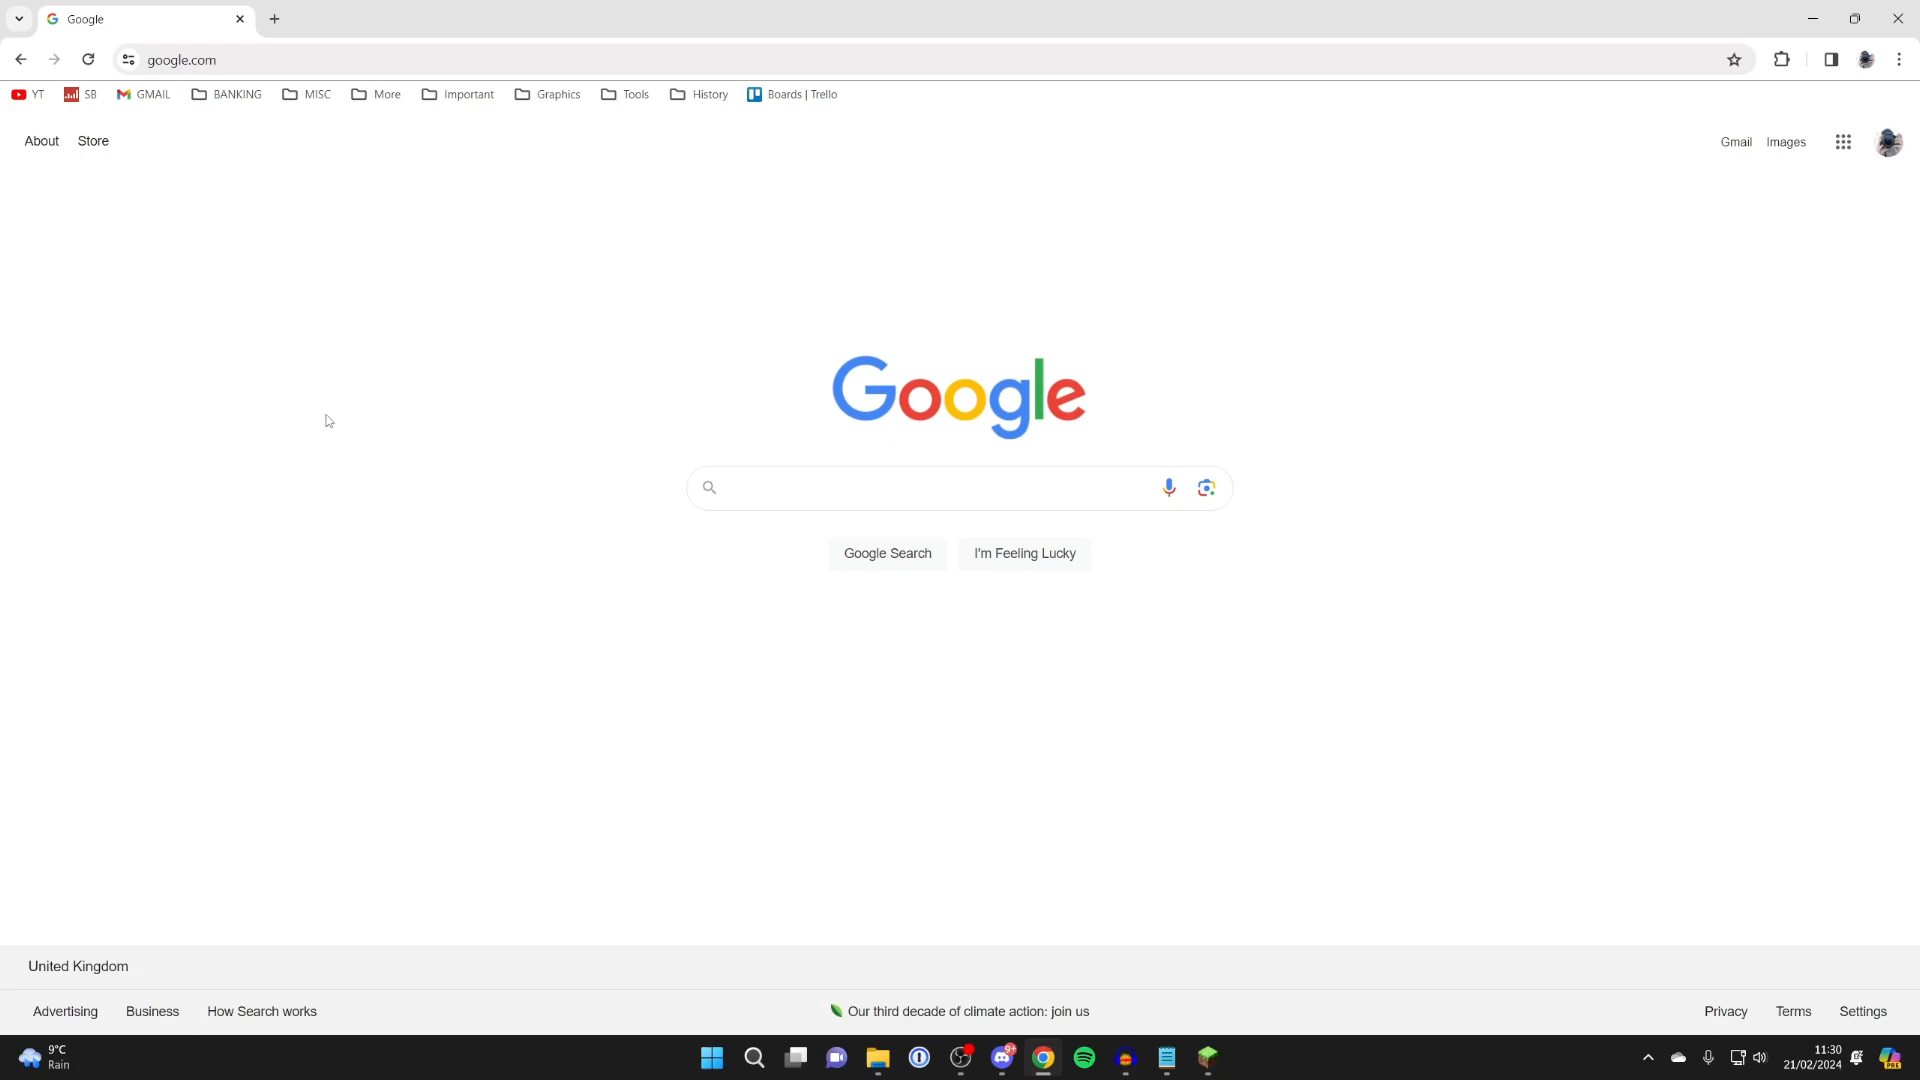 Google
google.com
YT SB GMAIL BANKING MISC More Important Graphics Tools History Boards | Trello
About Store Gmail Images
Google
Google Search I'm Feeling Lucky
United Kingdom
Advertising Business How Search works Our third decade of climate action: join us Privacy Terms Settings
9°C
Rain
9+
11:30
21/02/2024
PRE